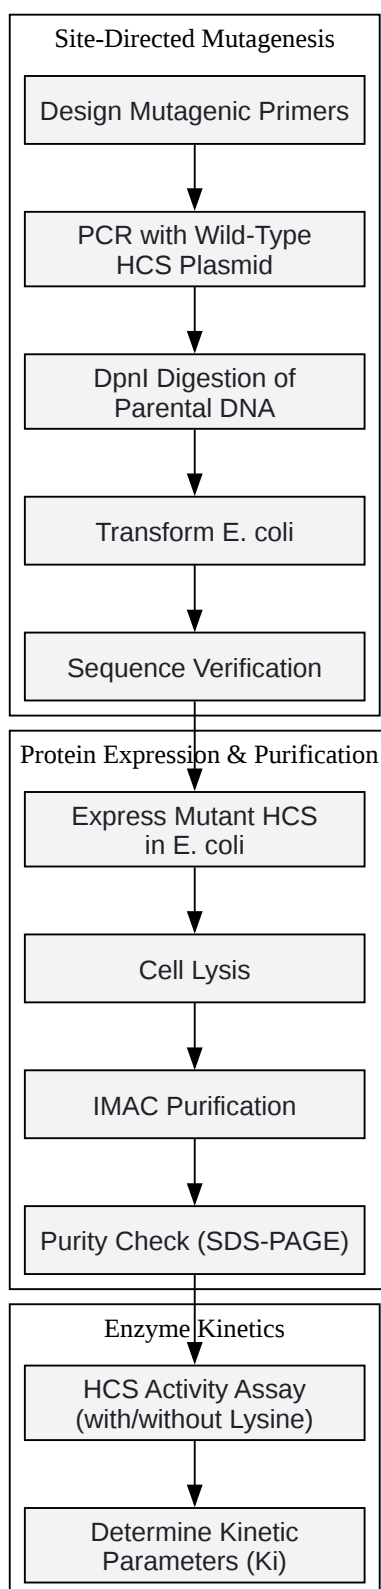 Site-Directed Mutagenesis
Design Mutagenic Primers
PCR with Wild-Type
HCS Plasmid
DpnI Digestion of
Parental DNA
Transform E. coli
Sequence Verification
Protein Expression & Purification
Express Mutant HCS
in E. coli
Cell Lysis
IMAC Purification
Purity Check (SDS-PAGE)
Enzyme Kinetics
HCS Activity Assay
(with/without Lysine)
Determine Kinetic
Parameters (Ki)